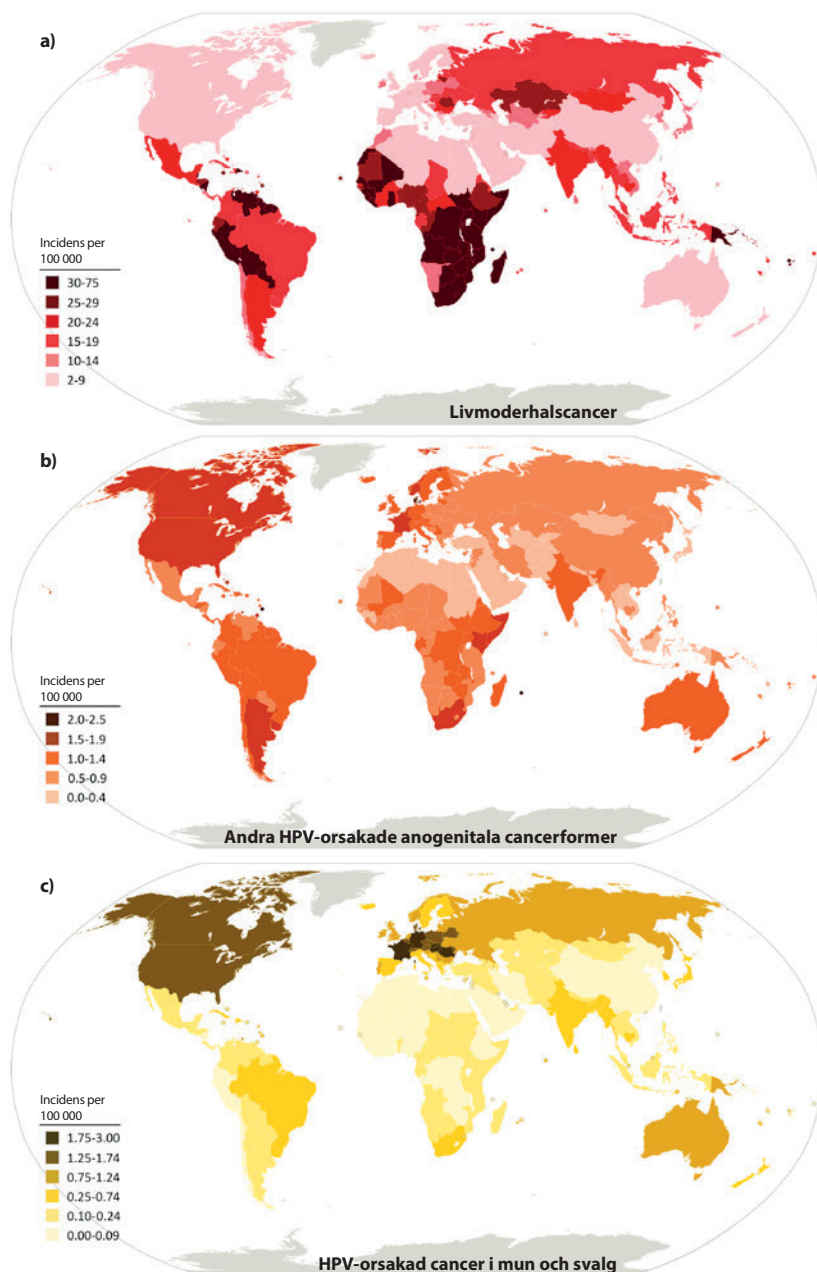 a)
Incidens per
100 000
30-75
25-29
20-24
15-19
10-14
2-9
Livmoderhalscancer
b)
Incidens per
100 000
2.0-2.5
1.5-1.9
1.0-1.4
0.5-0.9
0.0-0.4
Andra HPV-orsakade anogenitala cancerformer
c)
Incidens per
100 000
1.75-3.00
1.25-1.74
0.75-1.24
0.25-0.74
0.10-0.24
0.00-0.09
HPV-orsakad cancer i mun och svalg